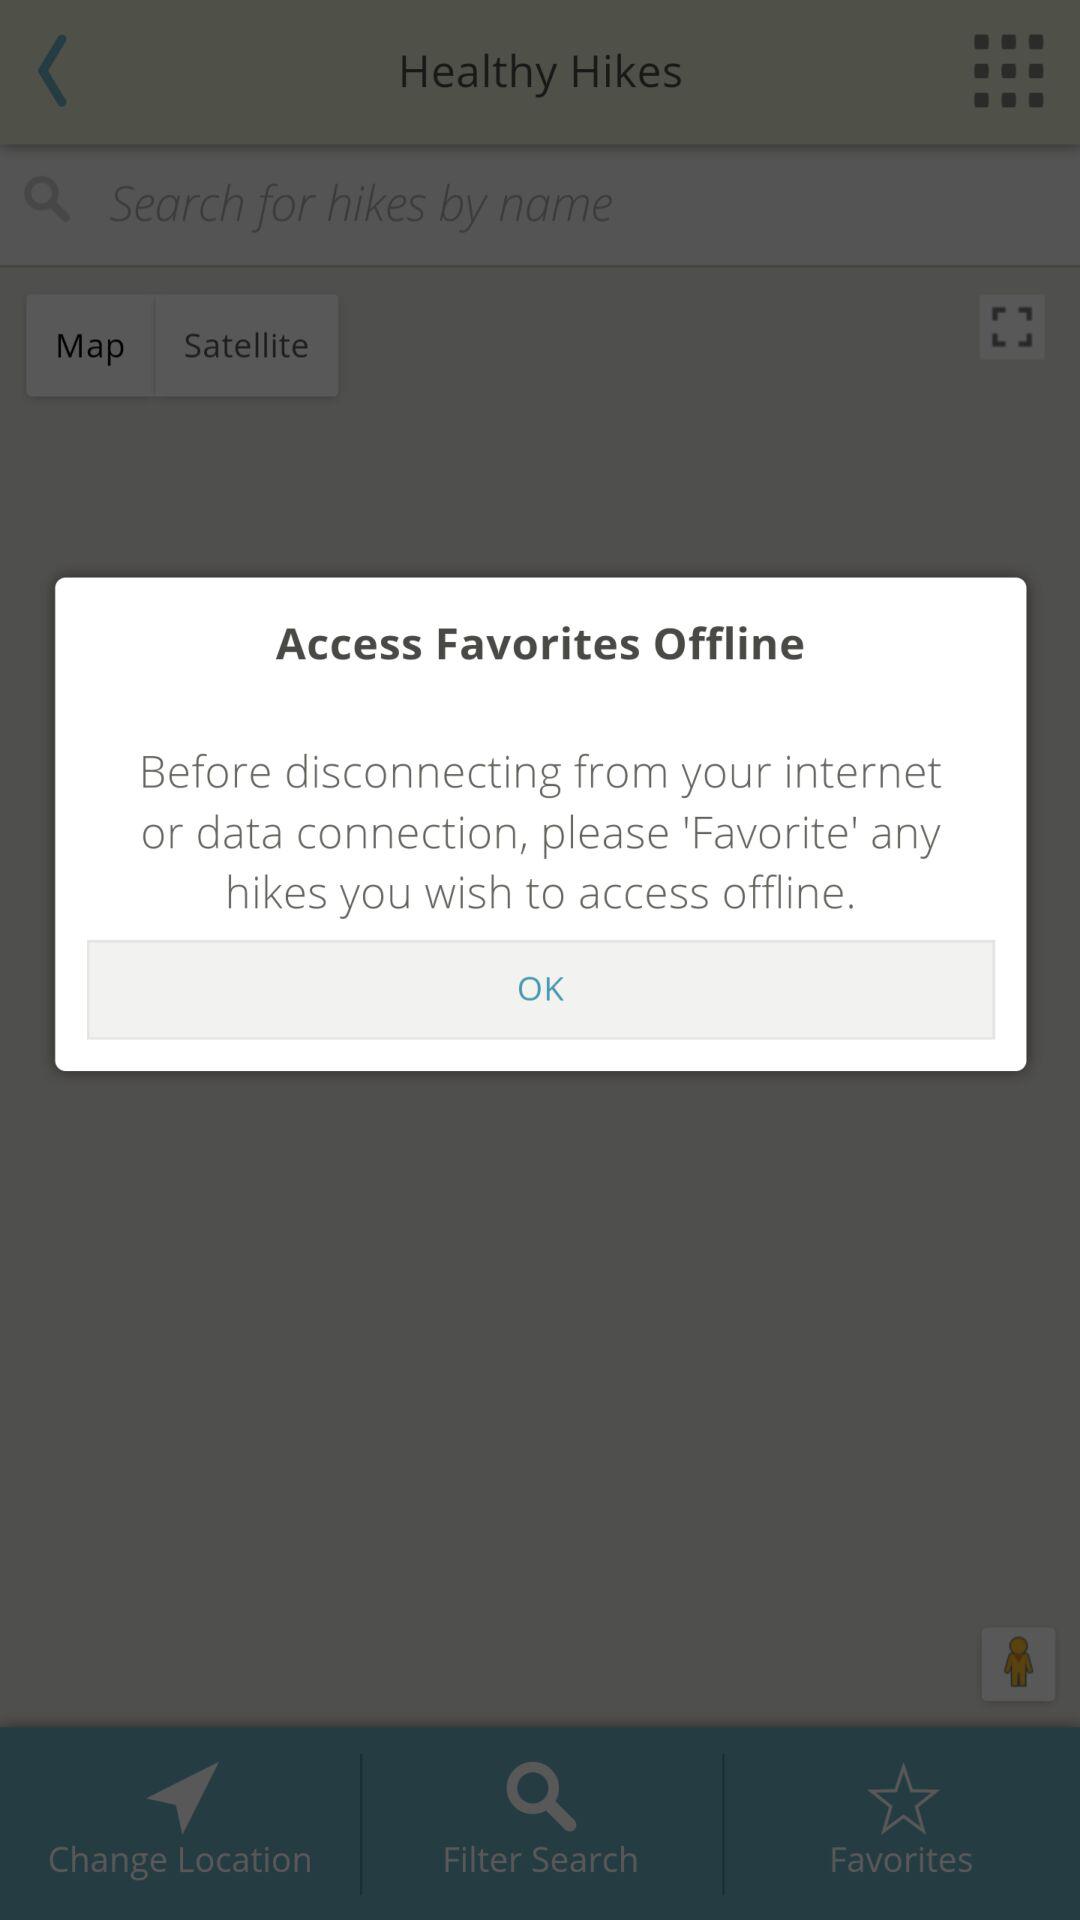 Healthy Hikes
Search for hikes by name
Map
Satellite
Access Favorites Offline
Before disconnecting from your internet
or data connection, please 'Favorite' any
hikes you wish to access offline.
OK
Change Location
Filter Search
Favorites